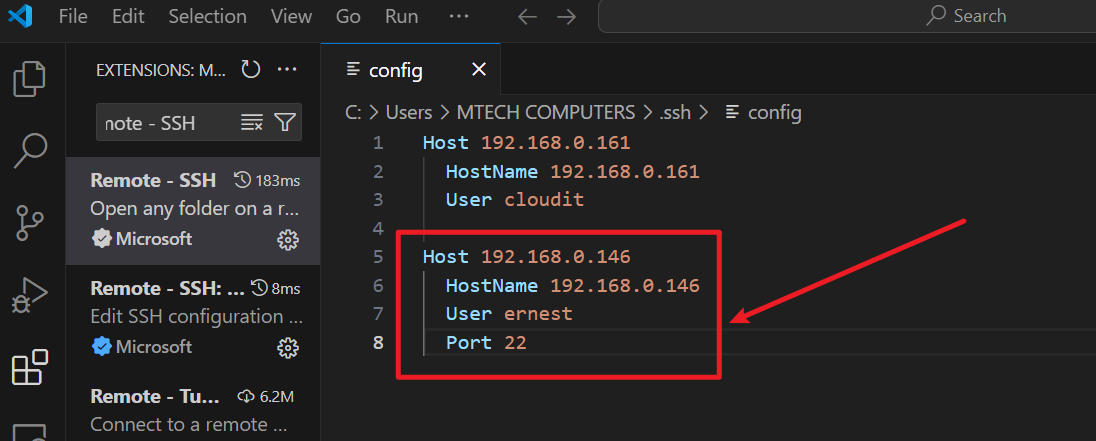 File Edit Selection View Go Run ··· ← → Search
EXTENSIONS: M... ···
note - SSH
Remote - SSH 183ms
Open any folder on a r...
Microsoft
Remote - SSH: ... 8ms
Edit SSH configuration ...
Microsoft
Remote - Tu... 6.2M
Connect to a remote ...
config ×
C: > Users > MTECH COMPUTERS > .ssh > config
1 Host 192.168.0.161
2 HostName 192.168.0.161
3 User cloudit
4
5 Host 192.168.0.146
6 HostName 192.168.0.146
7 User ernest
8 Port 22